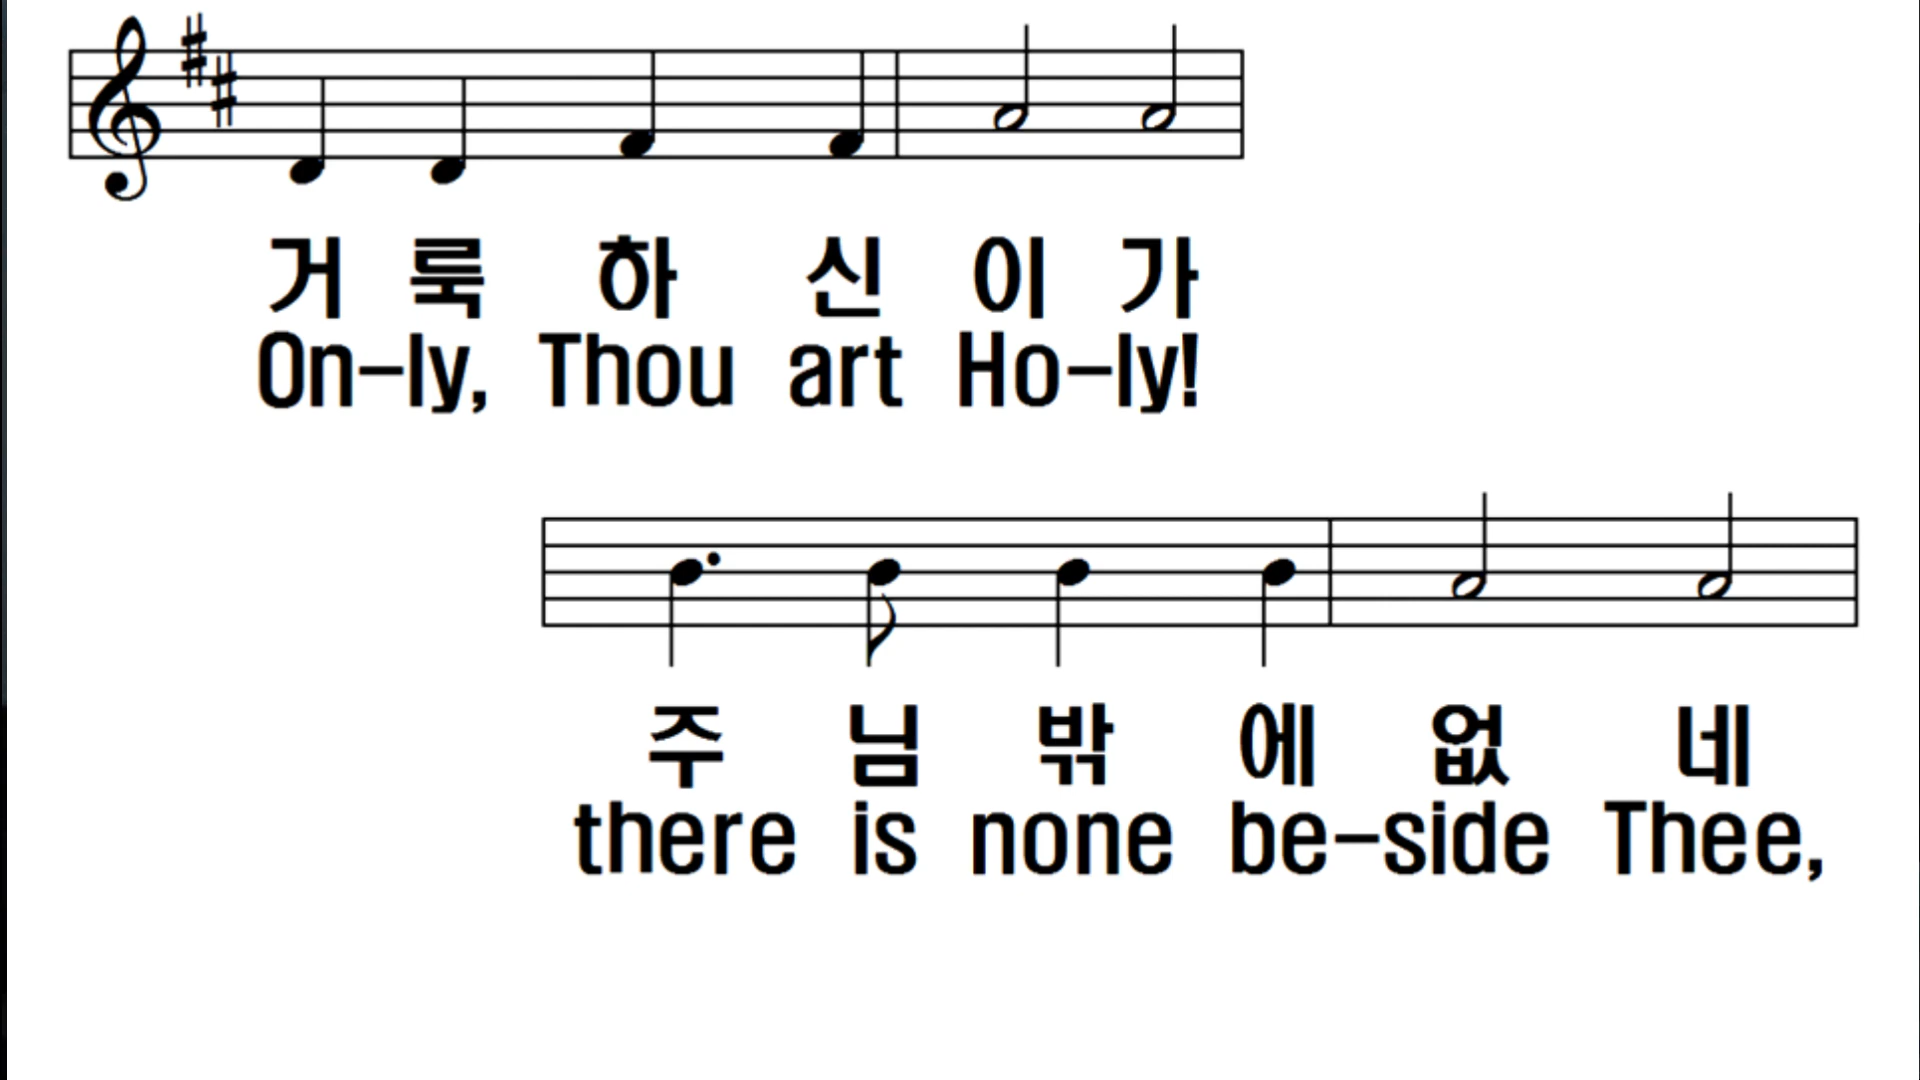 거 룩 하 신 이 가
On-ly, Thou art Ho-ly!
주 님 밖 에 없 네
there is none be-side Thee,